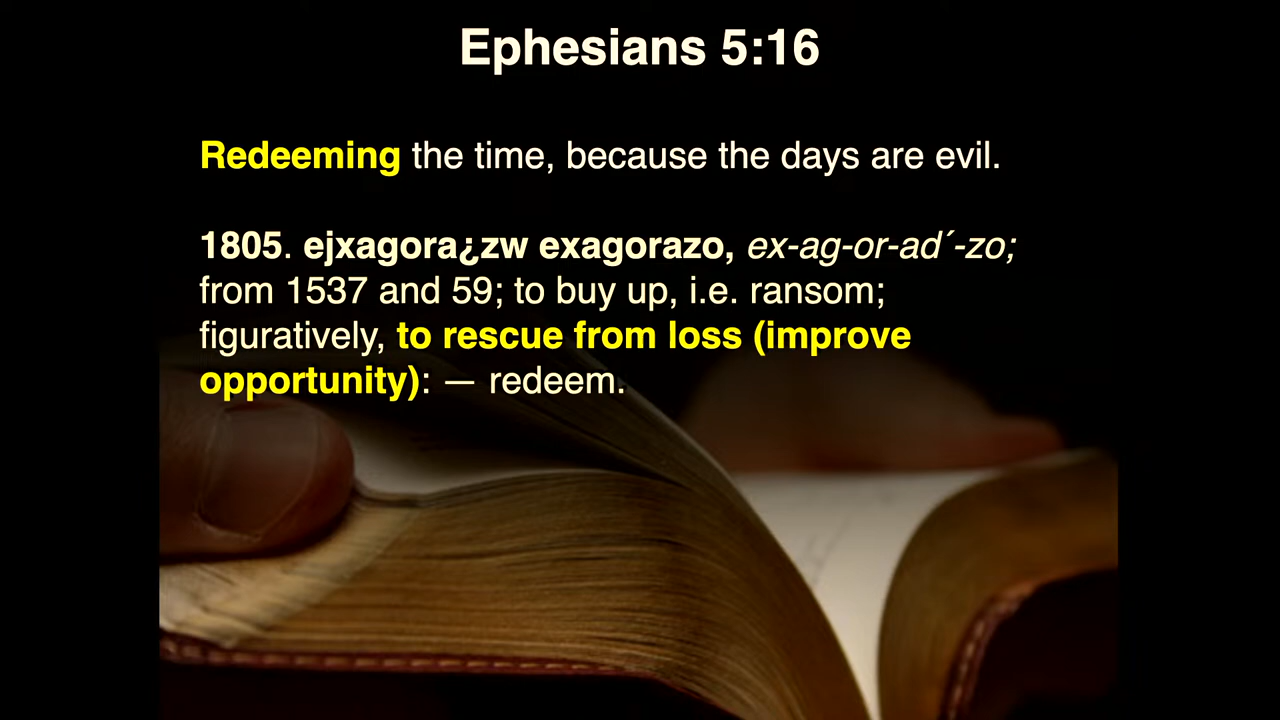 Ephesians 5:16
Redeeming the time, because the days are evil.
1805. ejxagora¿zw exagorazo, ex-ag-or-ad´-zo;
from 1537 and 59; to buy up, i.e. ransom;
figuratively, to rescue from loss (improve
opportunity): — redeem.